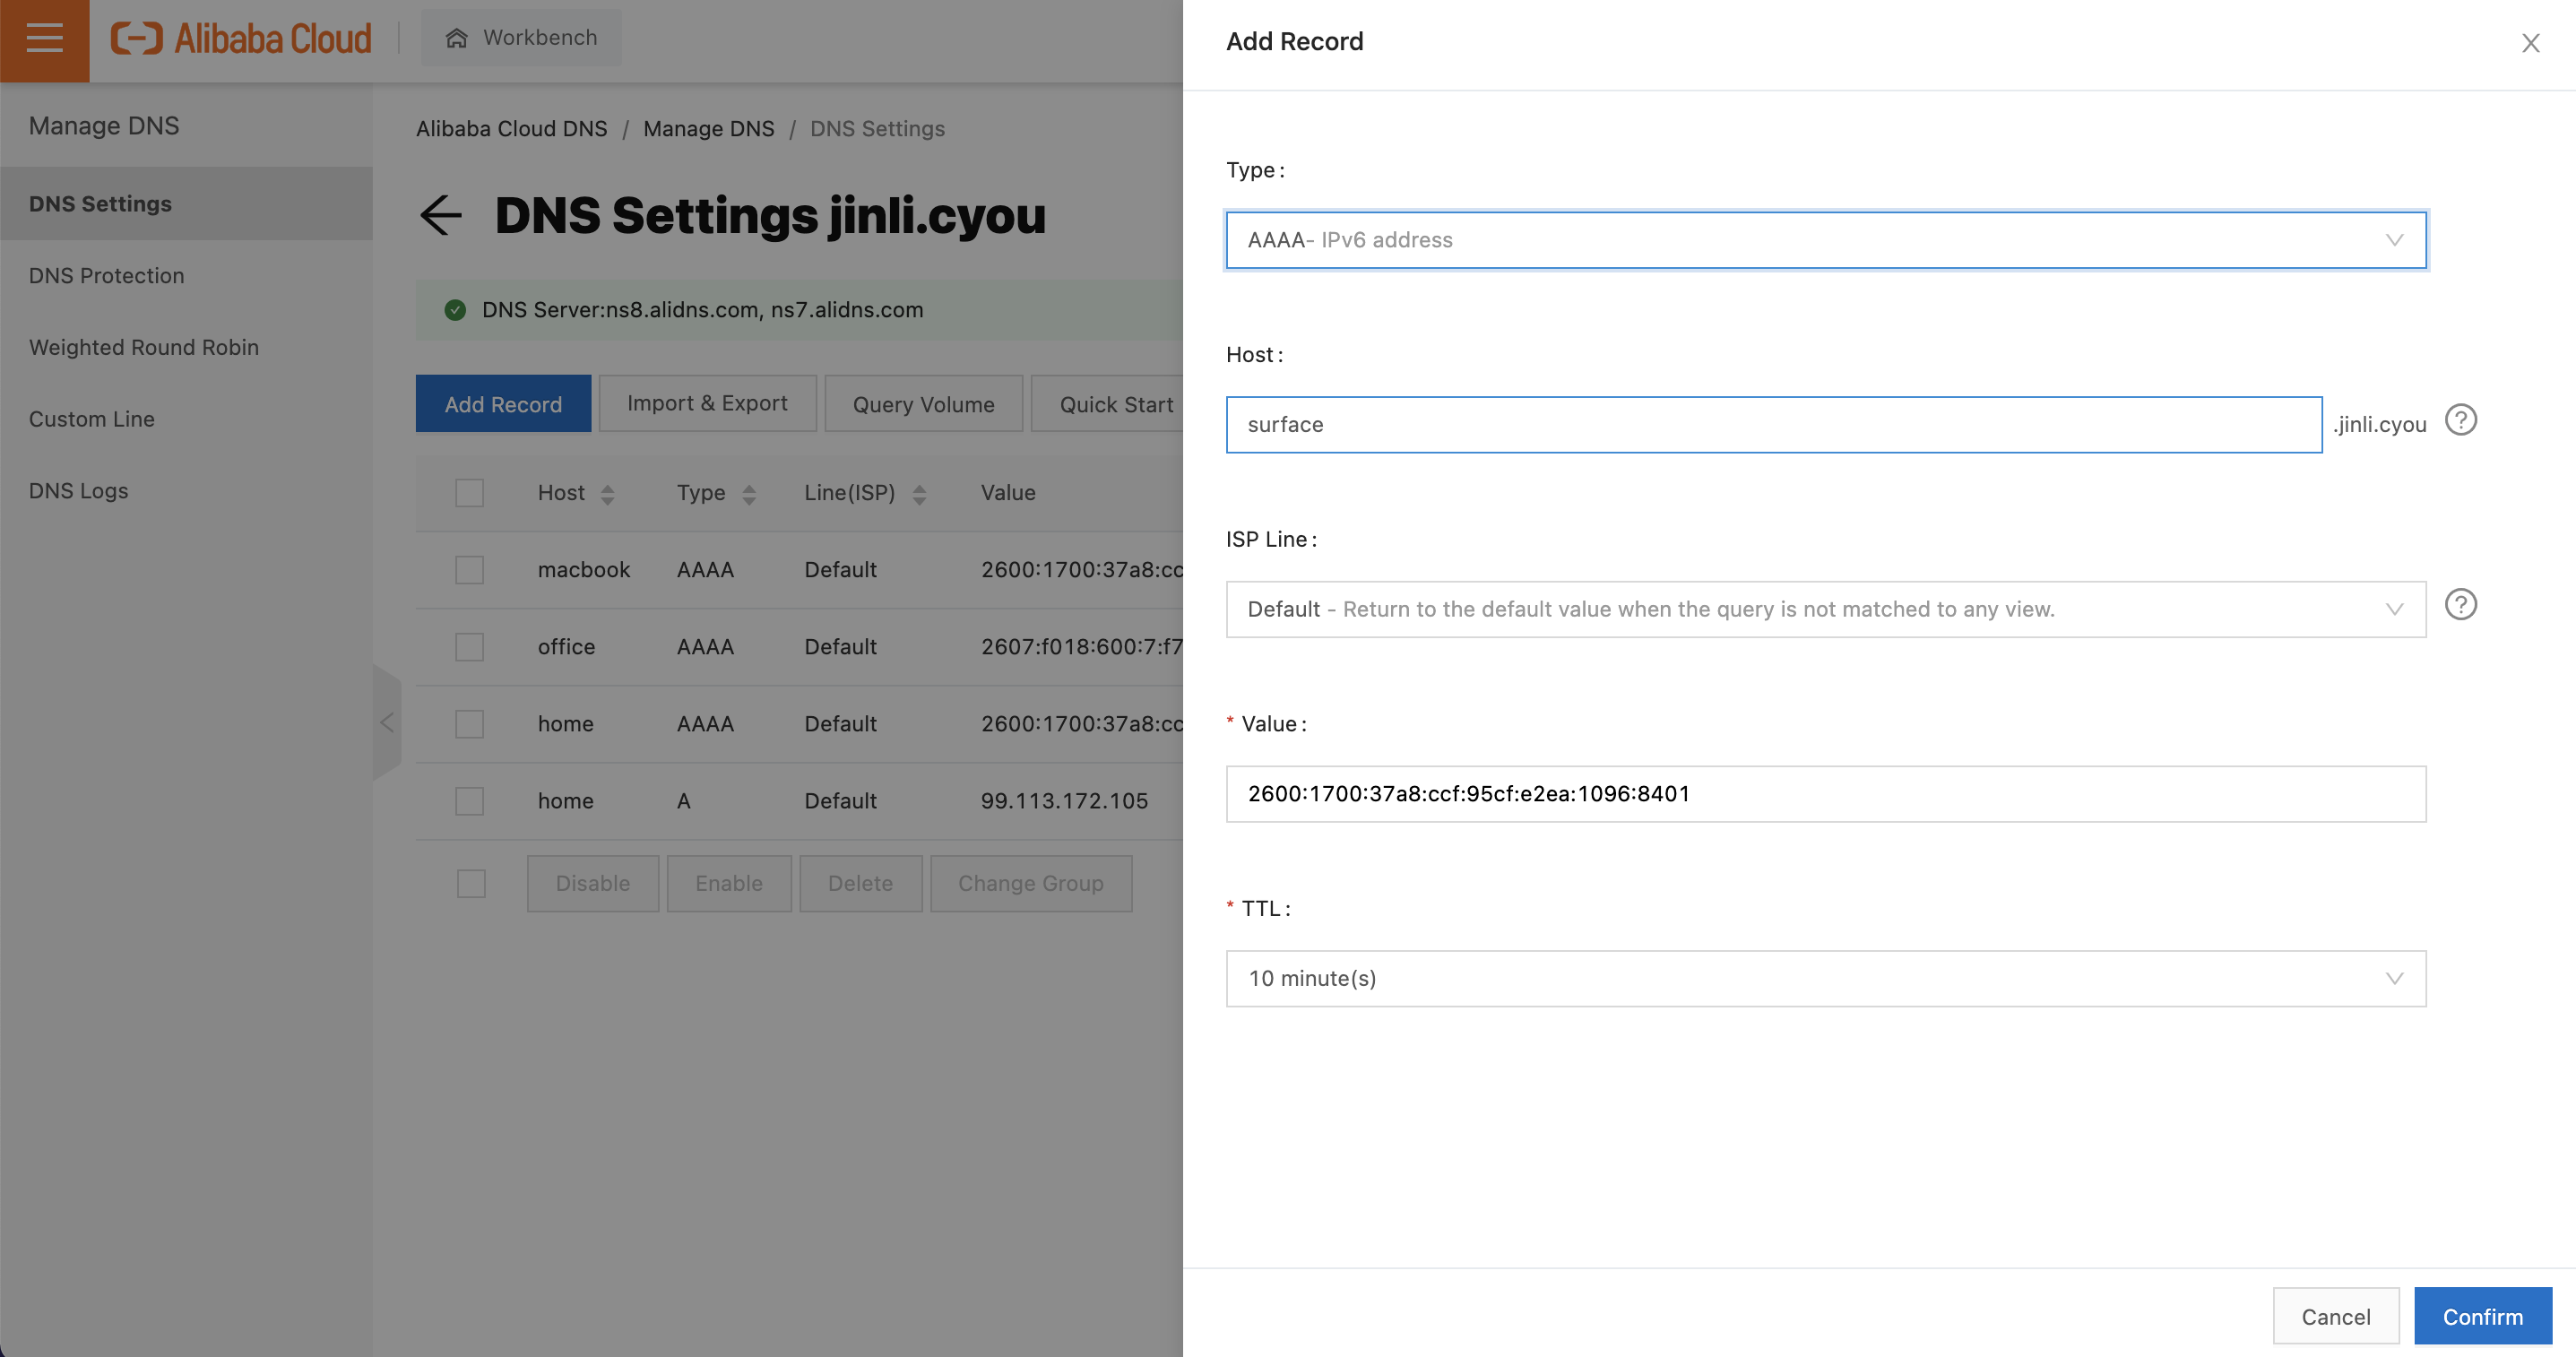 Alibaba Cloud
Workbench
Manage DNS
DNS Settings
DNS Protection
Weighted Round Robin
Custom Line
DNS Logs
Alibaba Cloud DNS / Manage DNS / DNS Settings
DNS Settings jinli.cyou
DNS Server:ns8.alidns.com, ns7.alidns.com
Add Record Import & Export Query Volume Quick Start
Host Type Line(ISP) Value
macbook AAAA Default 2600:1700:37a8:cc
office AAAA Default 2607:f018:600:7:f7
home AAAA Default 2600:1700:37a8:cc
home A Default 99.113.172.105
Disable Enable Delete Change Group
Add Record
Type:
AAAA- IPv6 address
Host:
surface .jinli.cyou
ISP Line:
Default - Return to the default value when the query is not matched to any view.
* Value:
2600:1700:37a8:ccf:95cf:e2ea:1096:8401
* TTL:
10 minute(s)
Cancel Confirm